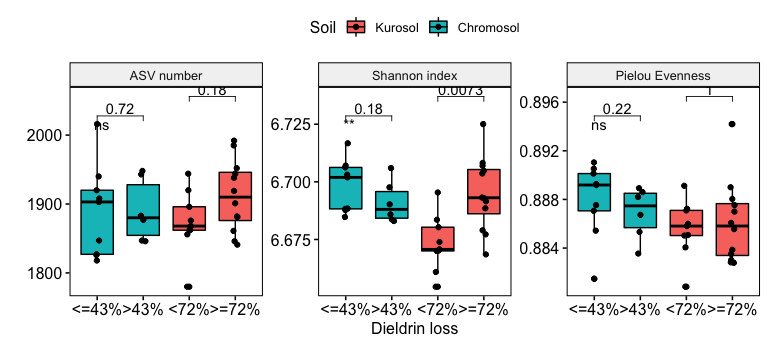 Soil Kurosol Chromosol
ASV number Shannon index Pielou Evenness
0.18 0.0073 1
0.72 0.18 0.22
ns ** ns
2000
1900
1800
6.725
6.700
6.675
0.896
0.892
0.888
0.884
<=43% >43% <72% >=72% <=43% >43% <72% >=72% <=43% >43% <72% >=72%
Dieldrin loss